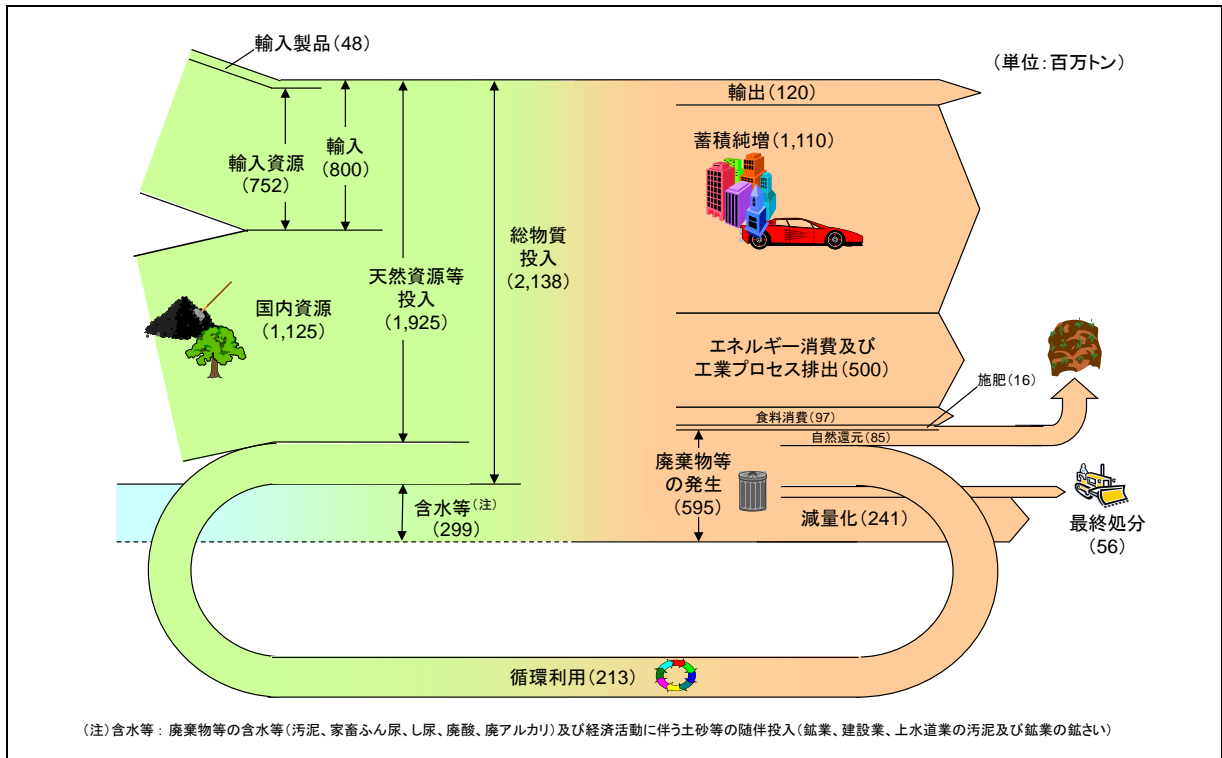 輸入製品(48)
(単位：百万トン)
輸出(120)
蓄積純増(1,110)
輸入
(800)
輸入資源
(752)
総物質
投入
(2,138)
天然資源等
投入
(1,925)
国内資源
(1,125)
エネルギー消費及び
工業プロセス排出(500)
施肥(16)
食料消費(97)
自然還元(85)
廃棄物等
の発生
(595)
含水等(注)
(299)
減量化(241)
最終処分
(56)
循環利用(213)
(注)含水等：廃棄物等の含水等(汚泥、家畜ふん尿、し尿、廃酸、廃アルカリ)及び経済活動に伴う土砂等の随伴投入(鉱業、建設業、上水道業の汚泥及び鉱業の鉱さい)